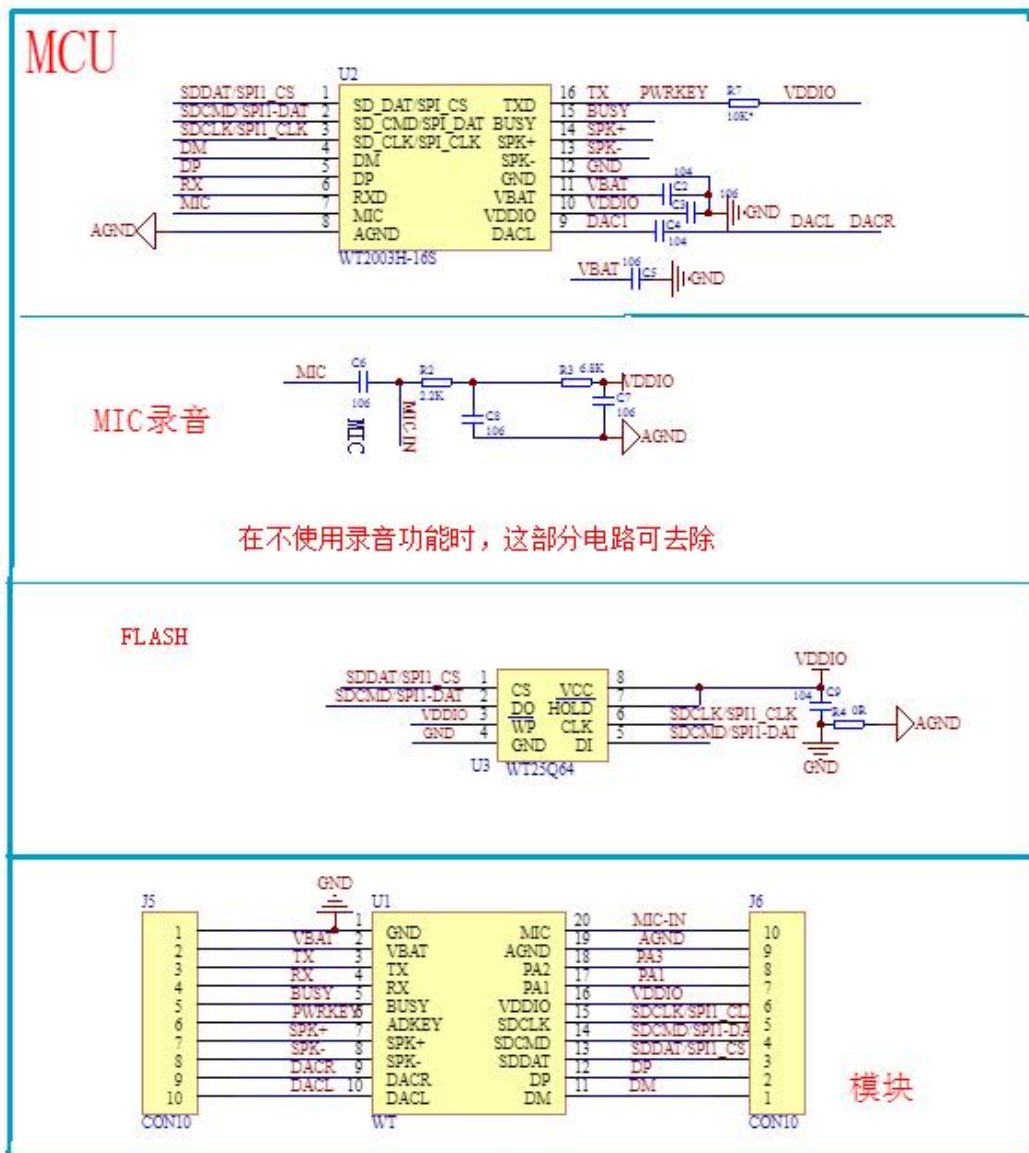 MCU
U2
SDDAT/SPI1_CS 1 SD_DAT/SPI_CS TXD 16 TX PWRKEY R7 10K* VDDIO
SDCMD/SPI1-DAT 2 SD_CMD/SPI_DAT BUSY 15 BUSY
SDCLK/SPI1_CLK 3 SD_CLK/SPI_CLK SPK+ 14 SPK+
DM 4 DM SPK- 13 SPK-
DP 5 DP GND 12 GND
RX 6 RXD VBAT 11 VBAT 104 C2
MIC 7 MIC VDDIO 10 VDDIO C3 106 GND
AGND 8 AGND DACL 9 DAC1 C4 104 DACL DACR
WT2003H-16S
VBAT 106 C5 GND
MIC C6 106 R2 2.2K R3 6.8K VDDIO
MIC录音
MIC
MIC-IN
C8 106
C7 106
AGND
在不使用录音功能时，这部分电路可去除
FLASH
VDDIO
SDDAT/SPI1_CS 1 CS VCC 8
SDCMD/SPI1-DAT 2 DO HOLD 7
VDDIO 3 WP CLK 6 SDCLK/SPI1_CLK
GND 4 GND DI 5 SDCMD/SPI1-DAT
104 C9
R4 0R AGND
GND
U3 WT25Q64
GND
J5 U1 J6
1 1 GND MIC 20 MIC-IN 10
2 VBAT 2 VBAT AGND 19 AGND 9
3 TX 3 TX PA2 18 PA3 8
4 RX 4 RX PA1 17 PA1 7
5 BUSY 5 BUSY VDDIO 16 VDDIO 6
6 PWRKEY 6 ADKEY SDCLK 15 SDCLK/SPI1_CL 5
7 SPK+ 7 SPK+ SDCMD 14 SDCMD/SPI1-DA 4
8 SPK- 8 SPK- SDDAT 13 SDDAT/SPI1_CS 3
9 DACR 9 DACR DP 12 DP 2
10 DACL 10 DACL DM 11 DM 1
CON10 WT CON10
模块